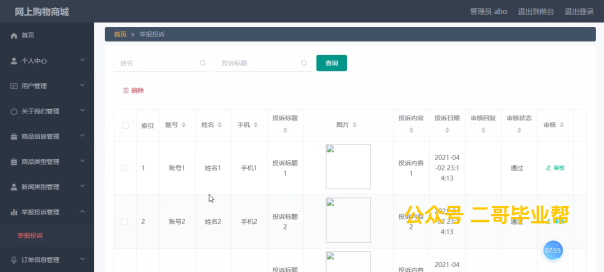 网上购物商城 管理员 abo 退出到前台 退出登录
首页
个人中心
用户管理
关于我们管理
商品信息管理
商品类型管理
新闻类别管理
举报投诉管理
举报投诉
订单信息管理
首页 > 举报投诉
姓名 投诉标题 查询
删除
索引 账号 姓名 手机 投诉标题 图片 投诉内容 投诉日期 审核回复 审核状态 审核
1 账号1 姓名1 手机1 投诉标题1 投诉内容1 2021-04-02 23:14:13 通过 审核
2 账号2 姓名2 手机2 投诉标题2 投诉内容2 2021-04-02 23:14:13 通过 审核
投诉标题 投诉内容 2021-04
公众号 二哥毕业帮
07:55